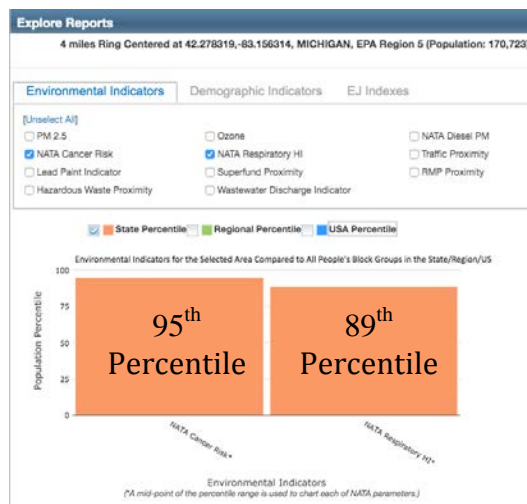 Explore Reports
4 miles Ring Centered at 42.278319,-83.156314, MICHIGAN, EPA Region 5 (Population: 170,723)
Environmental Indicators Demographic Indicators EJ Indexes
[Unselect All]
PM 2.5 Ozone NATA Diesel PM
NATA Cancer Risk NATA Respiratory HI Traffic Proximity
Lead Paint Indicator Superfund Proximity RMP Proximity
Hazardous Waste Proximity Wastewater Discharge Indicator
State Percentile Regional Percentile USA Percentile
Environmental Indicators for the Selected Area Compared to All People's Block Groups in the State/Region/US
Population Percentile
100
75
50
25
0
95th Percentile
89th Percentile
NATA Cancer Risk*
NATA Respiratory HI*
Environmental Indicators
(*A mid-point of the percentile range is used to chart each of NATA parameters.)